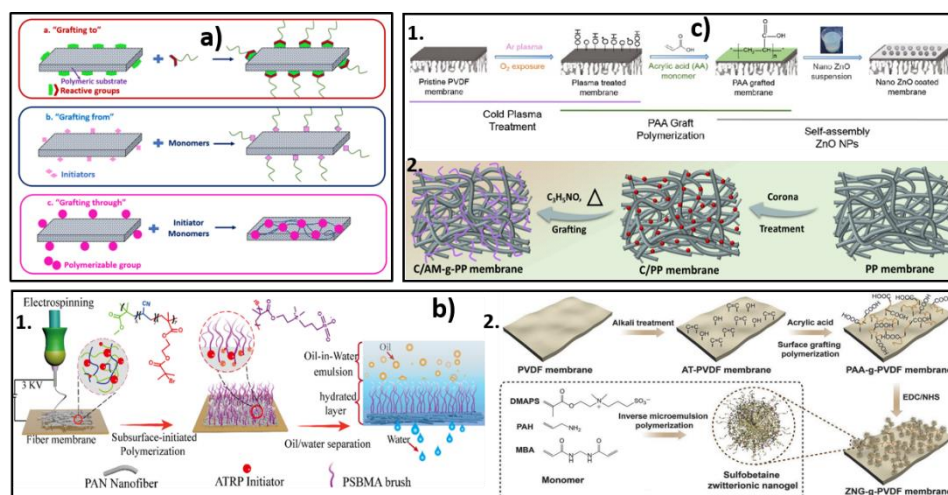 a)
a. "Grafting to"
Polymeric substrate
Reactive groups
b. "Grafting from"
Monomers
Initiators
c. "Grafting through"
Initiator
Monomers
Polymerizable group
c)
1.
Ar plasma
O₂ exposure
Acrylic acid (AA)
monomer
Nano ZnO
suspension
Pristine PVDF
membrane
Plasma treated
membrane
PAA grafted
membrane
Nano ZnO coated
membrane
Cold Plasma
Treatment
PAA Graft
Polymerization
Self-assembly
ZnO NPs
2.
C₃H₅NO,
Grafting
Corona
Treatment
C/AM-g-PP membrane
C/PP membrane
PP membrane
b)
1.
Electrospinning
3 KV
Fiber membrane
Subsurface-initiated
Polymerization
Oil/water separation
Oil-in-Water
emulsion
Oil
hydrated
layer
Water
PAN Nanofiber
ATRP Initiator
PSBMA brush
2.
Alkali treatment
Acrylic acid
Surface grafting
polymerization
PVDF membrane
AT-PVDF membrane
PAA-g-PVDF membrane
EDC/NHS
DMAPS
PAH
MBA
Monomer
Inverse microemulsion
polymerization
Sulfobetaine
zwitterionic nanogel
ZNG-g-PVDF membrane